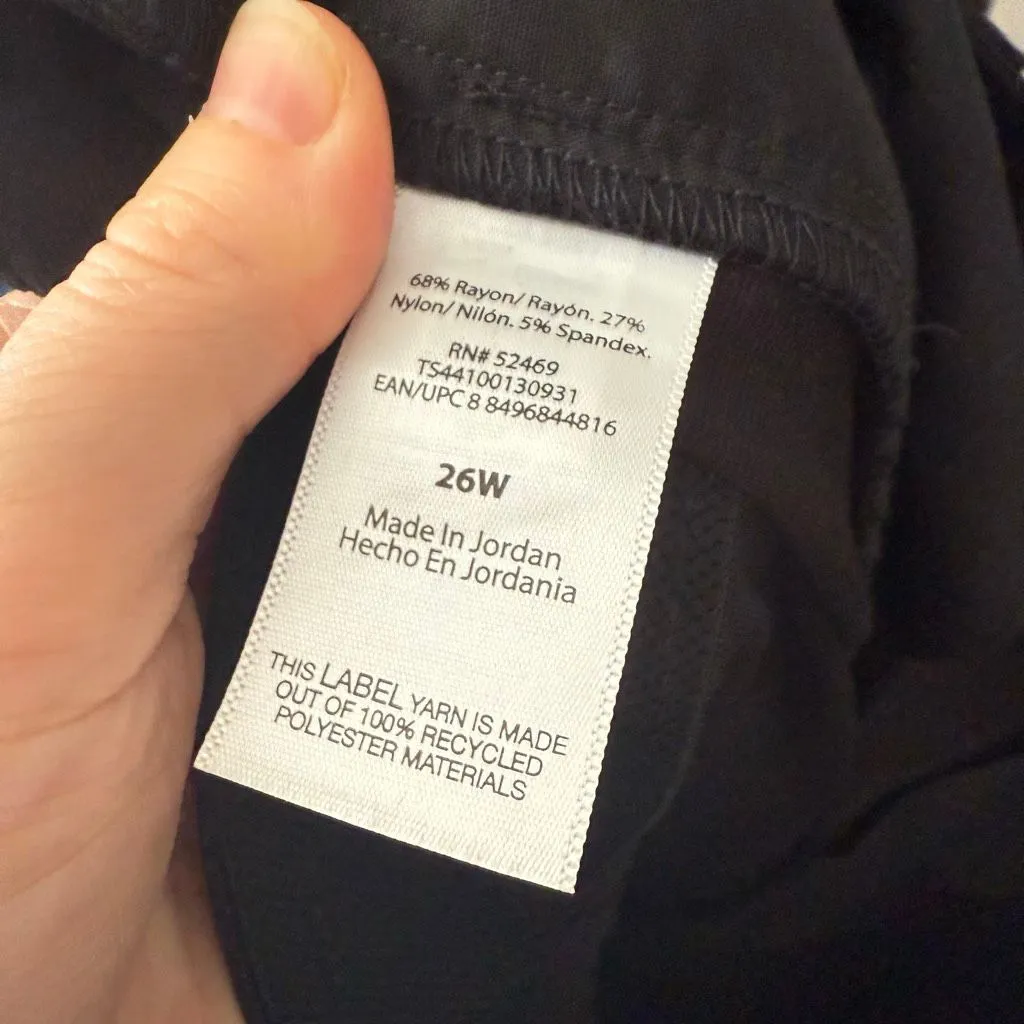 68% Rayon/ Rayón. 27%
Nylon/ Nilón. 5% Spandex.
RN# 52469
TS44100130931
EAN/UPC 8 8496844816
26W
Made In Jordan
Hecho En Jordania
THIS LABEL YARN IS MADE
OUT OF 100% RECYCLED
POLYESTER MATERIALS